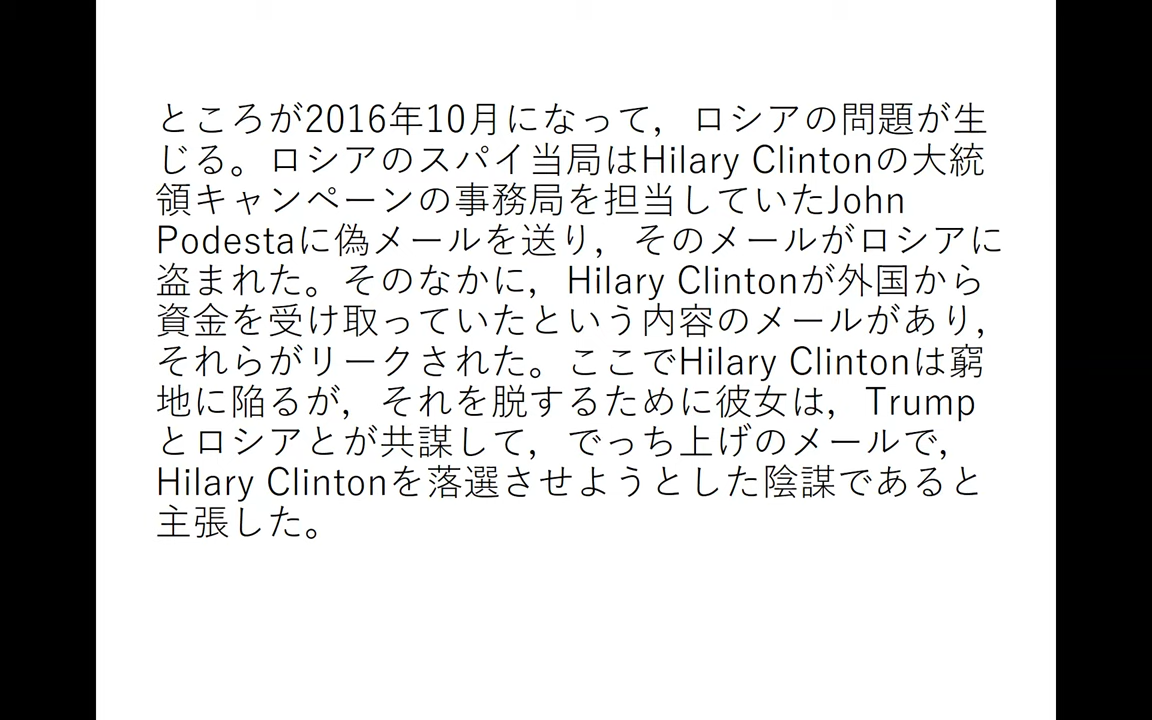 ところが2016年10月になって，ロシアの問題が生
じる。ロシアのスパイ当局はHilary Clintonの大統
領キャンペーンの事務局を担当していたJohn
Podestaに偽メールを送り，そのメールがロシアに
盗まれた。そのなかに，Hilary Clintonが外国から
資金を受け取っていたという内容のメールがあり，
それらがリークされた。ここでHilary Clintonは窮
地に陥るが，それを脱するために彼女は，Trump
とロシアとが共謀して，でっち上げのメールで，
Hilary Clintonを落選させようとした陰謀であると
主張した。